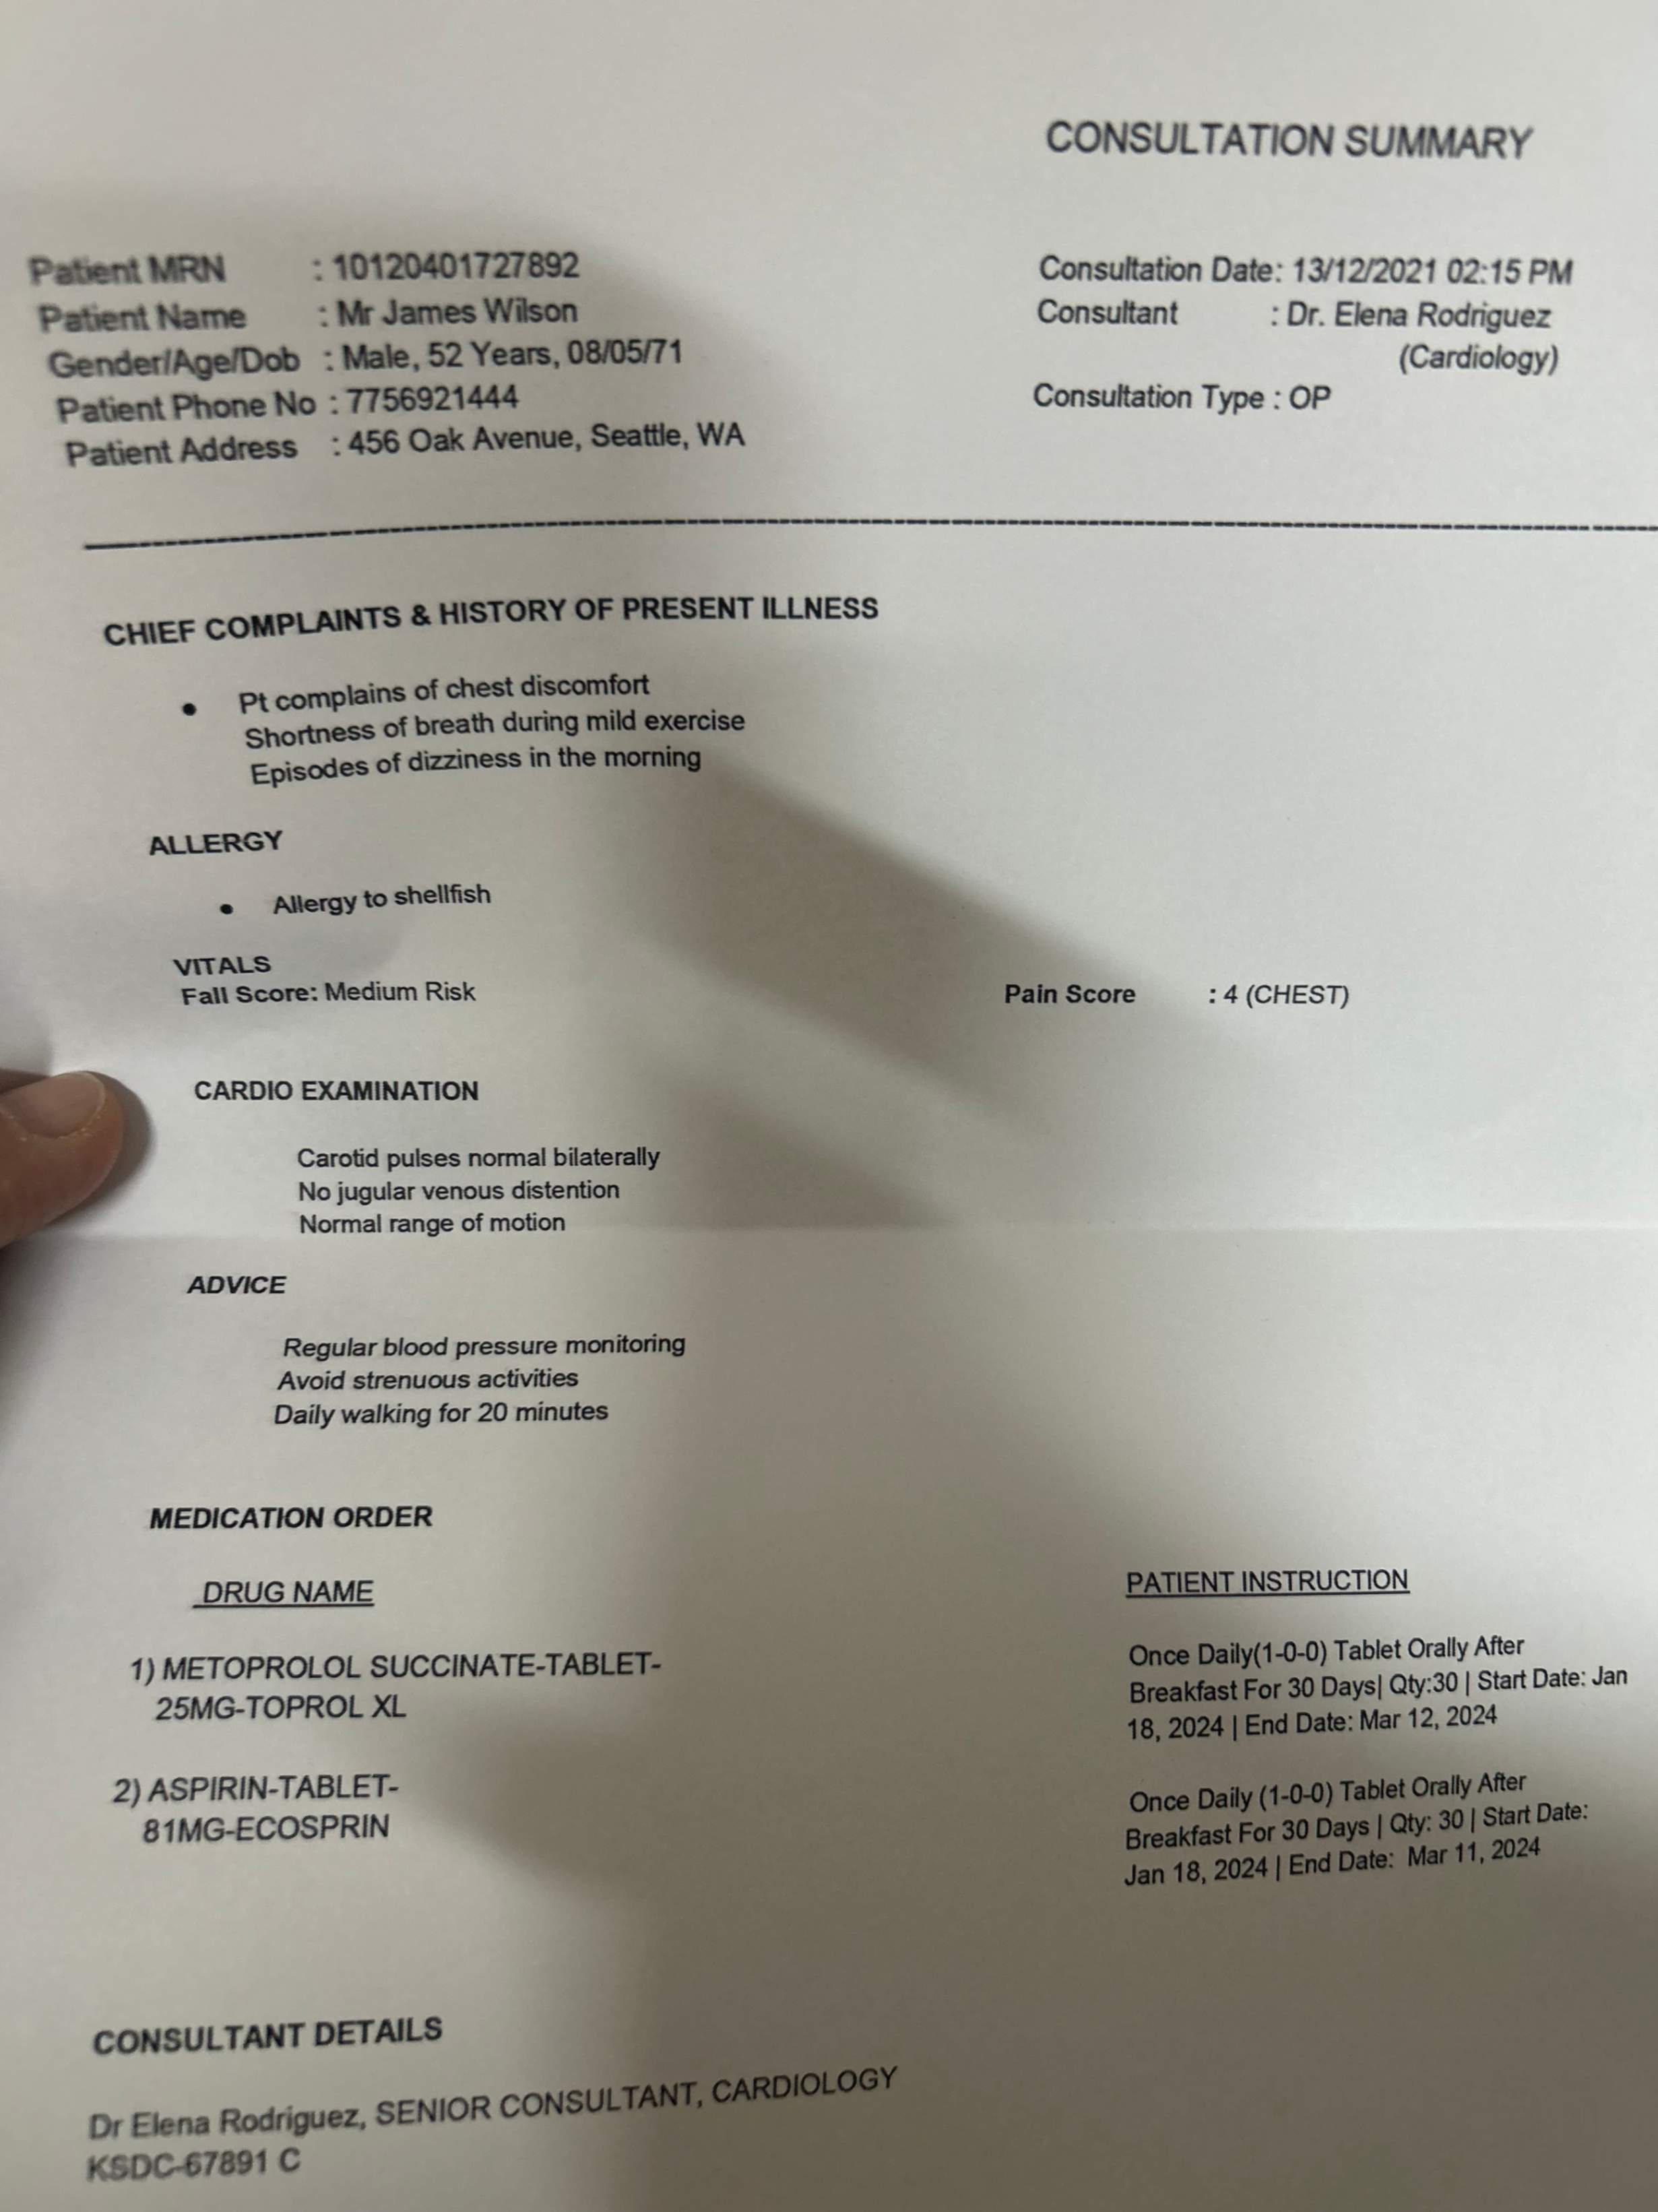 CONSULTATION SUMMARY
Patient MRN : 10120401727892
Patient Name : Mr James Wilson
Gender/Age/Dob : Male, 52 Years, 08/05/71
Patient Phone No : 7756921444
Patient Address : 456 Oak Avenue, Seattle, WA
Consultation Date: 13/12/2021 02:15 PM
Consultant : Dr. Elena Rodriguez
(Cardiology)
Consultation Type : OP
CHIEF COMPLAINTS & HISTORY OF PRESENT ILLNESS
• Pt complains of chest discomfort
Shortness of breath during mild exercise
Episodes of dizziness in the morning
ALLERGY
• Allergy to shellfish
VITALS
Fall Score: Medium Risk
Pain Score : 4 (CHEST)
CARDIO EXAMINATION
Carotid pulses normal bilaterally
No jugular venous distention
Normal range of motion
ADVICE
Regular blood pressure monitoring
Avoid strenuous activities
Daily walking for 20 minutes
MEDICATION ORDER
DRUG NAME
PATIENT INSTRUCTION
1) METOPROLOL SUCCINATE-TABLET-
25MG-TOPROL XL
Once Daily(1-0-0) Tablet Orally After
Breakfast For 30 Days| Qty:30 | Start Date: Jan
18, 2024 | End Date: Mar 12, 2024
2) ASPIRIN-TABLET-
81MG-ECOSPRIN
Once Daily (1-0-0) Tablet Orally After
Breakfast For 30 Days | Qty: 30 | Start Date:
Jan 18, 2024 | End Date: Mar 11, 2024
CONSULTANT DETAILS
Dr Elena Rodriguez, SENIOR CONSULTANT, CARDIOLOGY
KSDC-67891 C